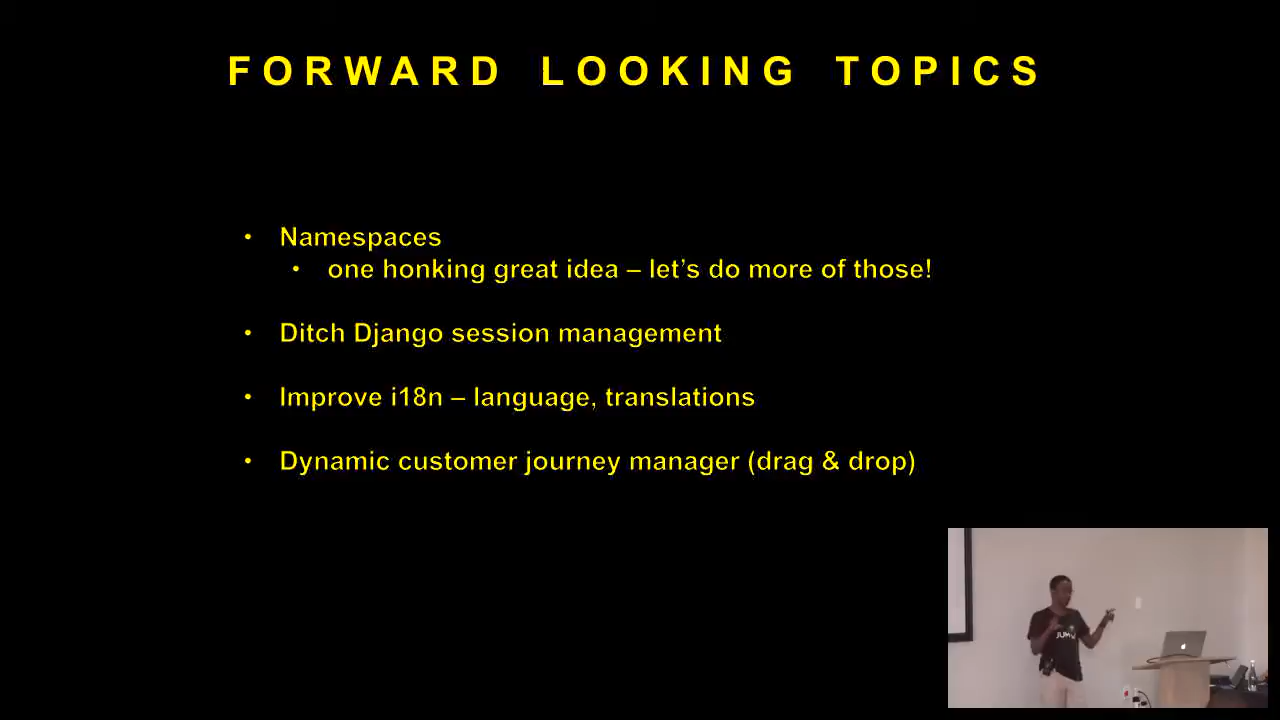 FORWARD LOOKING TOPICS
• Namespaces
• one honking great idea – let's do more of those!
• Ditch Django session management
• Improve i18n – language, translations
• Dynamic customer journey manager (drag & drop)